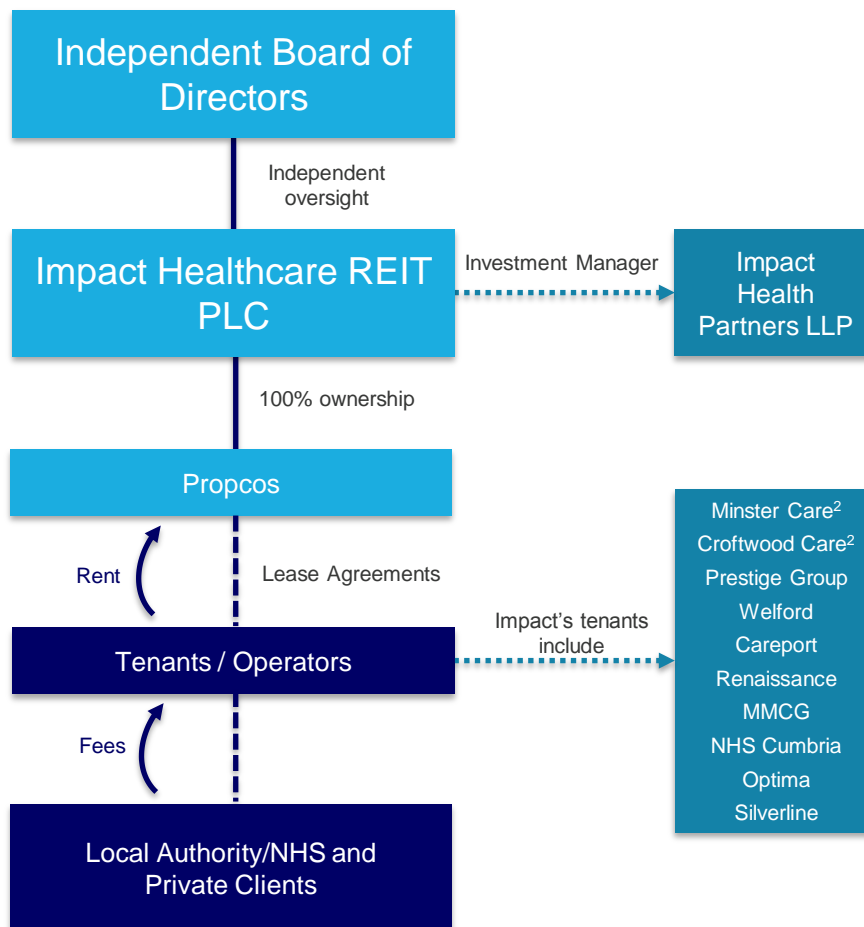 Independent Board of
Directors
Independent
oversight
Impact Healthcare REIT
PLC
Investment Manager
Impact
Health
Partners LLP
100% ownership
Propcos
Rent
Lease Agreements
Tenants / Operators
Impact's tenants
include
Minster Care²
Croftwood Care²
Prestige Group
Welford
Careport
Renaissance
MMCG
NHS Cumbria
Optima
Silverline
Fees
Local Authority/NHS and
Private Clients